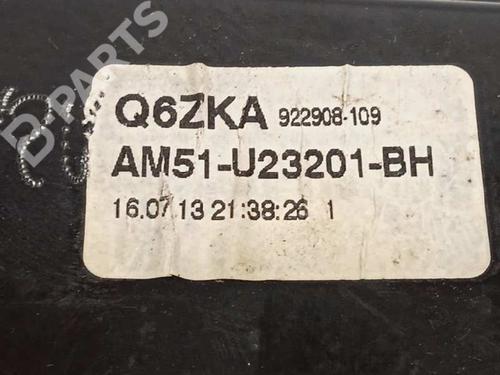 Q6ZKA 922908-109
AM51-U23201-BH
16.07.13 21:38:26 1
B-PARTS